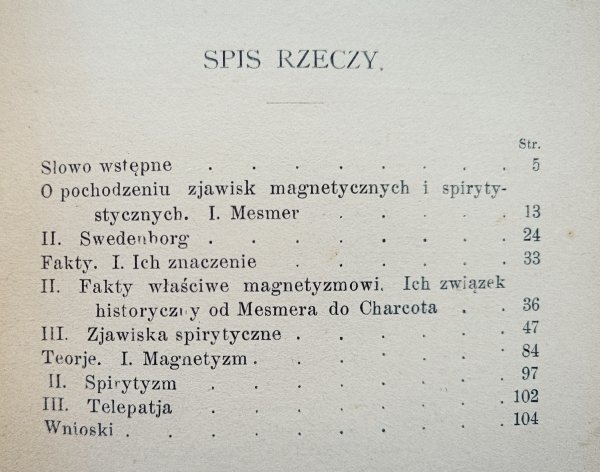 SPIS RZECZY.
Str.
Słowo wstępne . . . . . . . . 5
O pochodzeniu zjawisk magnetycznych i spiryty-
stycznych. I. Mesmer . . . . . 13
II. Swedenborg . . . . . . . . 24
Fakty. I. Ich znaczenie . . . . . . 33
II. Fakty właściwe magnetyzmowi. Ich związek
historyczny od Mesmera do Charcota . . 36
III. Zjawiska spirytyczne . . . . . . 47
Teorje. I. Magnetyzm . . . . . . . 84
II. Spirytyzm . . . . . . . 97
III. Telepatja . . . . . . . 102
Wnioski . . . . . . . . . 104